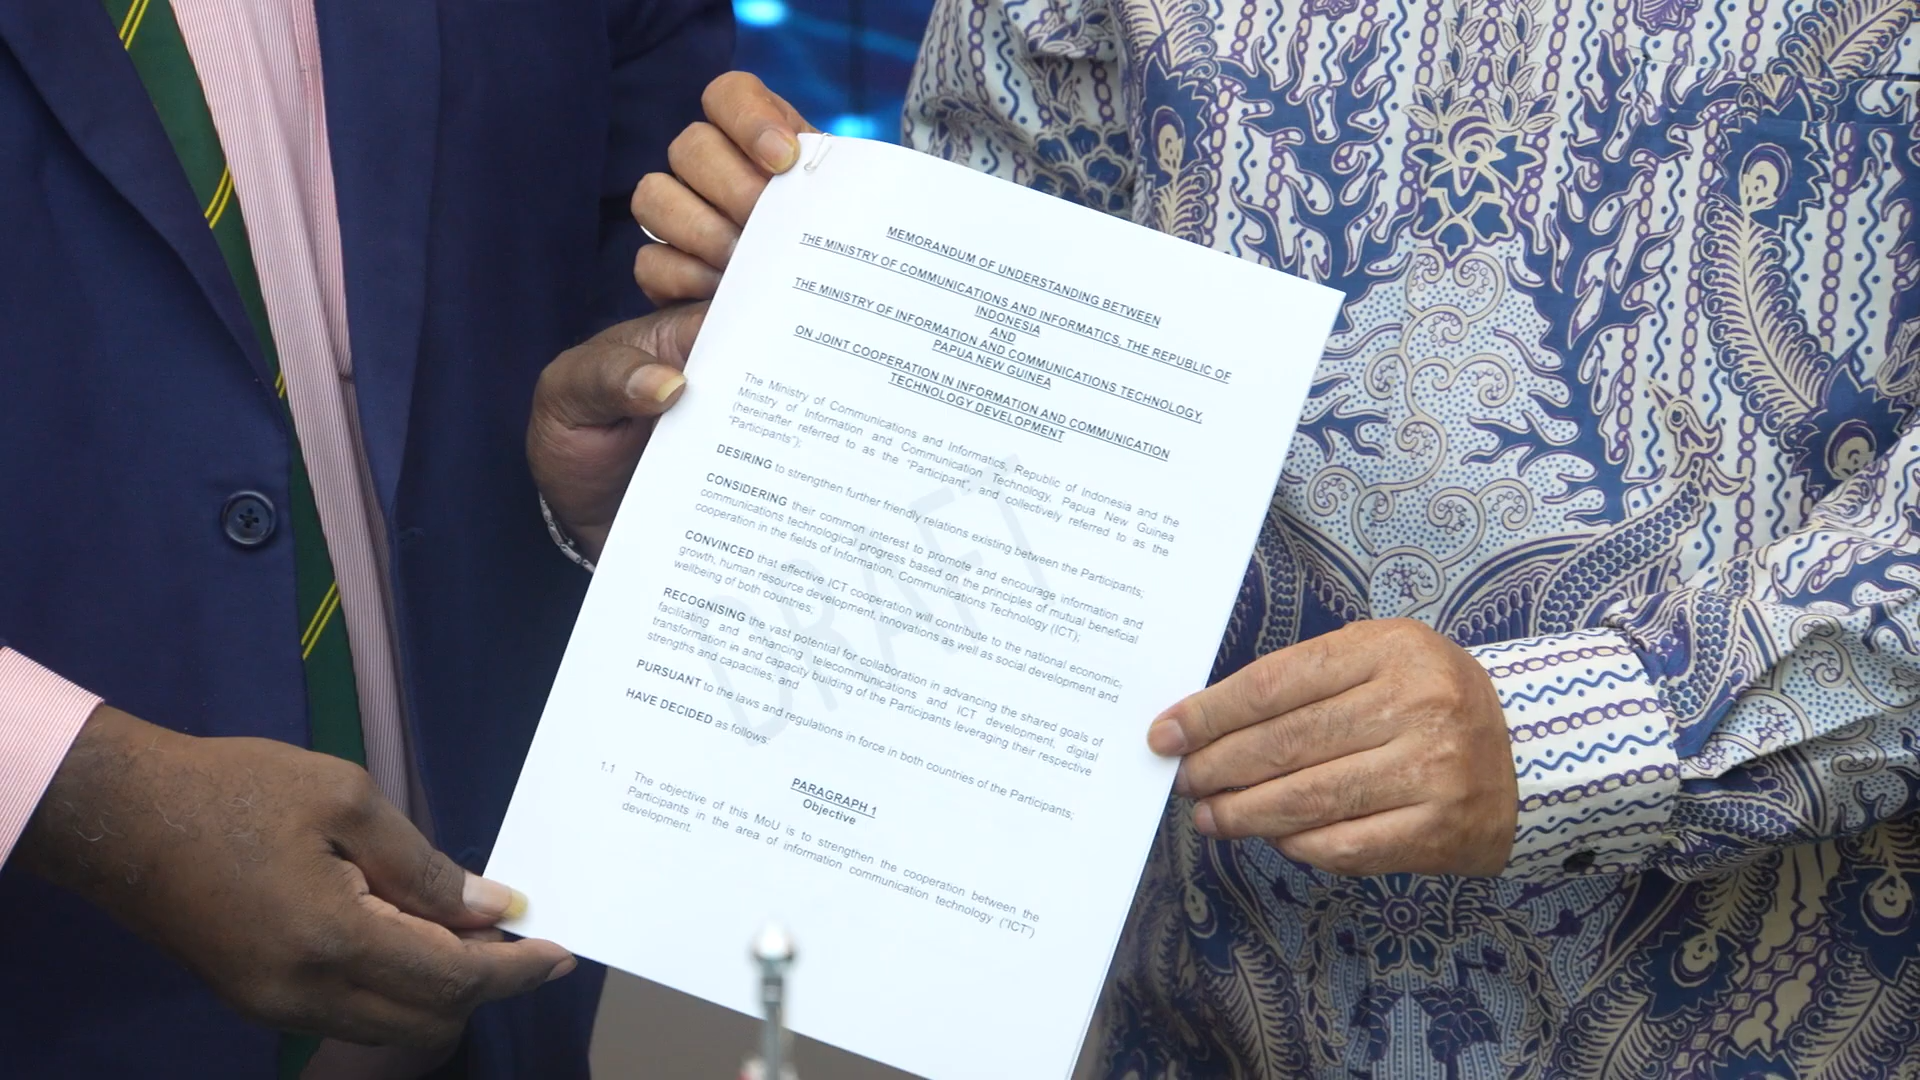 MEMORANDUM OF UNDERSTANDING BETWEEN
THE MINISTRY OF COMMUNICATIONS AND INFORMATICS, THE REPUBLIC OF
INDONESIA
AND
THE MINISTRY OF INFORMATION AND COMMUNICATIONS TECHNOLOGY,
PAPUA NEW GUINEA
ON JOINT COOPERATION IN INFORMATION AND COMMUNICATION
TECHNOLOGY DEVELOPMENT
The Ministry of Communications and Informatics, Republic of Indonesia and the
Ministry of Information and Communication Technology, Papua New Guinea
(hereinafter referred to as the "Participant" and collectively referred to as the
"Participants");
DESIRING to strengthen further friendly relations existing between the Participants;
CONSIDERING their common interest to promote and encourage information and
communications technological progress based on the principles of mutual beneficial
cooperation in the fields of Information, Communications Technology (ICT);
CONVINCED that effective ICT cooperation will contribute to the national economic,
growth, human resource development, innovations as well as social development and
wellbeing of both countries;
RECOGNISING the vast potential for collaboration in advancing the shared goals of
facilitating and enhancing telecommunications and ICT development, digital
transformation in and capacity building of the Participants leveraging their respective
strengths and capacities, and
PURSUANT to the laws and regulations in force in both countries of the Participants;
HAVE DECIDED as follows:
PARAGRAPH 1
Objective
1.1 The objective of this MoU is to strengthen the cooperation between the
Participants in the area of information communication technology ("ICT")
development.
DRAFT